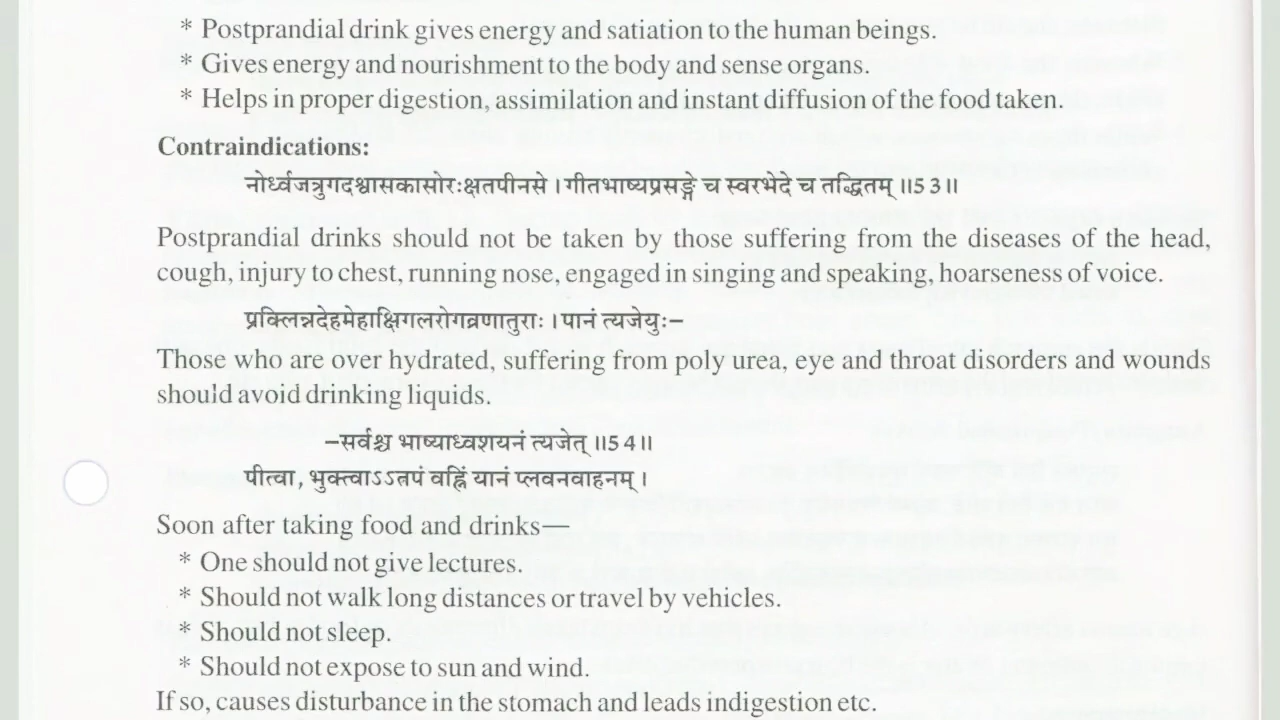 * Postprandial drink gives energy and satiation to the human beings.
* Gives energy and nourishment to the body and sense organs.
* Helps in proper digestion, assimilation and instant diffusion of the food taken.
Contraindications:
नोर्ध्वजत्रुगदश्वासकासोरःक्षतपीनसे । गीतभाष्यप्रसङ्गे च स्वरभेदे च तद्धितम् ॥53॥
Postprandial drinks should not be taken by those suffering from the diseases of the head,
cough, injury to chest, running nose, engaged in singing and speaking, hoarseness of voice.
प्रक्लिन्नदेहमेहाक्षिगलरोगव्रणातुराः । पानं त्यजेयुः–
Those who are over hydrated, suffering from poly urea, eye and throat disorders and wounds
should avoid drinking liquids.
–सर्वश्च भाष्याध्वशयनं त्यजेत् ॥54॥
पीत्वा, भुक्त्वाऽऽतपं वह्निं यानं प्लवनवाहनम् ।
Soon after taking food and drinks—
* One should not give lectures.
* Should not walk long distances or travel by vehicles.
* Should not sleep.
* Should not expose to sun and wind.
If so, causes disturbance in the stomach and leads indigestion etc.